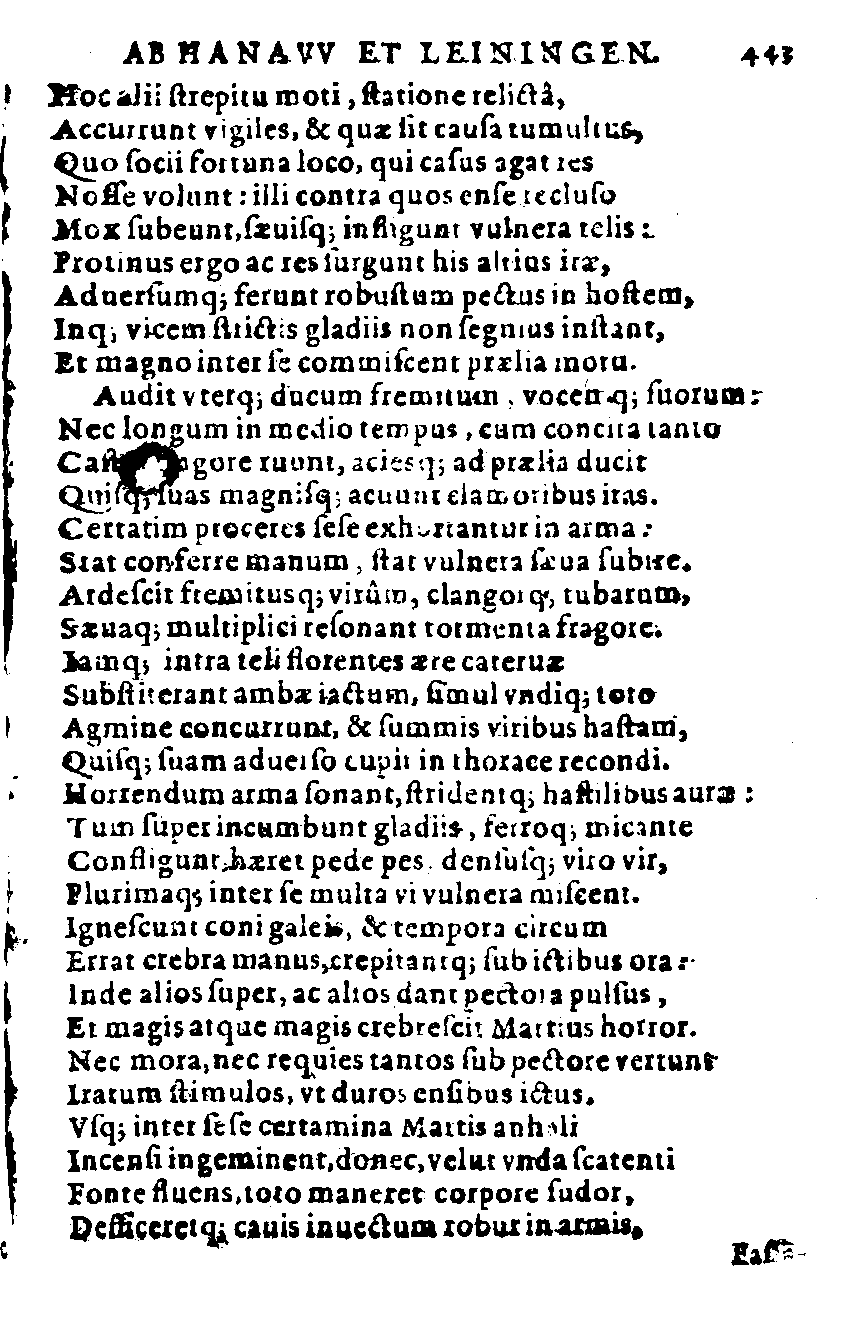 AB HANAVV ET LEININGEN. 443
Hoc alii ſtrepitu moti, ſtatione relictâ,
Accurrunt vigiles, & quæ ſit cauſa tumultus,
Quo ſocii fortuna loco, qui caſus agat res
Noſſe volunt: illi contra quos enſe recluſo
Mox ſubeunt, ſæuiſq; infligunt vulnera telis:
Protinus ergo ac res ſurgunt his altius iræ,
Aduerſumq; ferunt robuſtum pectus in hoſtem,
Inq; vicem ſtrictis gladiis non ſegnius inſtant,
Et magno inter ſe commiſcent prælia motu.
Audit vterq; ducum fremitum, vocemq; ſuorum:
Nec longum in medio tempus, cum concita tanto
ruunt, aciesq; ad prælia ducit
Quiſq; ſuas magniſq; acuunt clamoribus iras.
Certatim proceres ſeſe exhortantur in arma:
Stat conferre manum, ſtat vulnera ſæua ſubire.
Ardeſcit fremitusq; virûm, clangorq, tubarum,
Sæuaq; multiplici reſonant tormenta fragore.
Iamq; intra teli florentes ære cateruæ
Subſtiterant ambæ iactum, ſimul vndiq; toto
Agmine concurrunt, & ſummis viribus haſtam,
Quiſq; ſuam aduerſo cupit in thorace recondi.
Horrendum arma ſonant, ſtridentq; haſtilibus auræ:
Tum ſuper incumbunt gladiis, ferroq; micante
Confligunt, hæret pede pes. denſuſq; viro vir,
Plurimaq; inter ſe multa vi vulnera miſcent.
Igneſcunt coni galeis, & tempora circum
Errat crebra manus, crepitantq; ſub ictibus ora:
Inde alios ſuper, ac alios dant pectora pulſus,
Et magis atque magis crebreſcit Martius horror.
Nec mora, nec requies tantos ſub pectore vertunt
Iratum ſtimulos, vt duros enſibus ictus.
Vſq; inter ſeſe certamina Martis anheli
Incenſi ingeminent, donec, velut vnda ſcatenti
Fonte fluens, toto maneret corpore ſudor,
Defficeretq; cauis inuectum robur in armis,